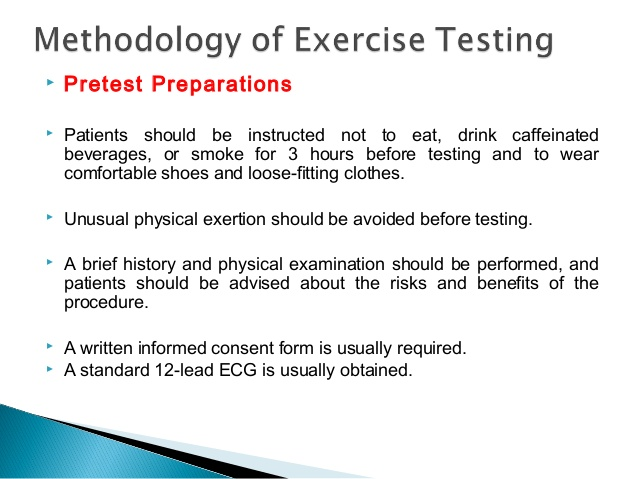 Methodology of Exercise Testing
Pretest Preparations
Patients should be instructed not to eat, drink caffeinated
beverages, or smoke for 3 hours before testing and to wear
comfortable shoes and loose-fitting clothes.
Unusual physical exertion should be avoided before testing.
A brief history and physical examination should be performed, and
patients should be advised about the risks and benefits of the
procedure.
A written informed consent form is usually required.
A standard 12-lead ECG is usually obtained.